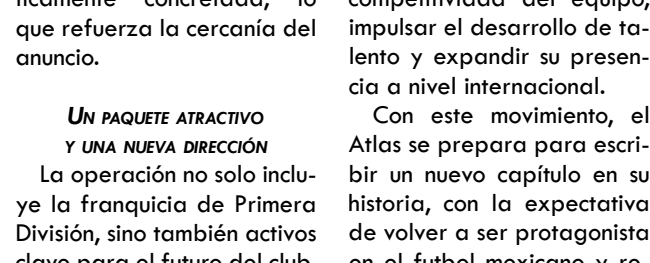 ticamente concretada, lo
que refuerza la cercanía del
anuncio.
UN PAQUETE ATRACTIVO
Y UNA NUEVA DIRECCIÓN
La operación no solo inclu-
ye la franquicia de Primera
División, sino también activos
clave para el futuro del club
competitividad del equipo,
impulsar el desarrollo de ta-
lento y expandir su presen-
cia a nivel internacional.
Con este movimiento, el
Atlas se prepara para escri-
bir un nuevo capítulo en su
historia, con la expectativa
de volver a ser protagonista
en el futbol mexicano y re-